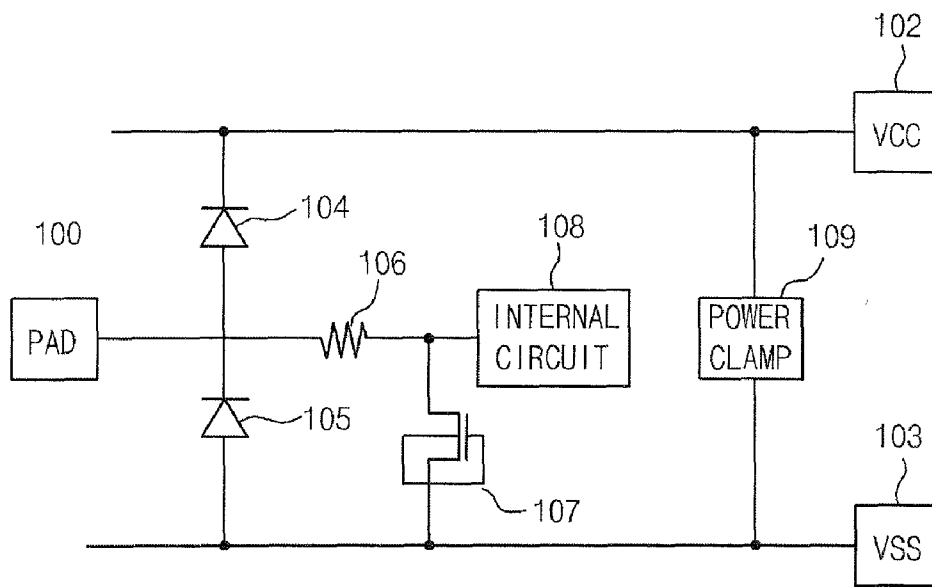 102
VCC
104
100
108
109
106
PAD
INTERNAL
CIRCUIT
POWER
CLAMP
105
103
107
VSS